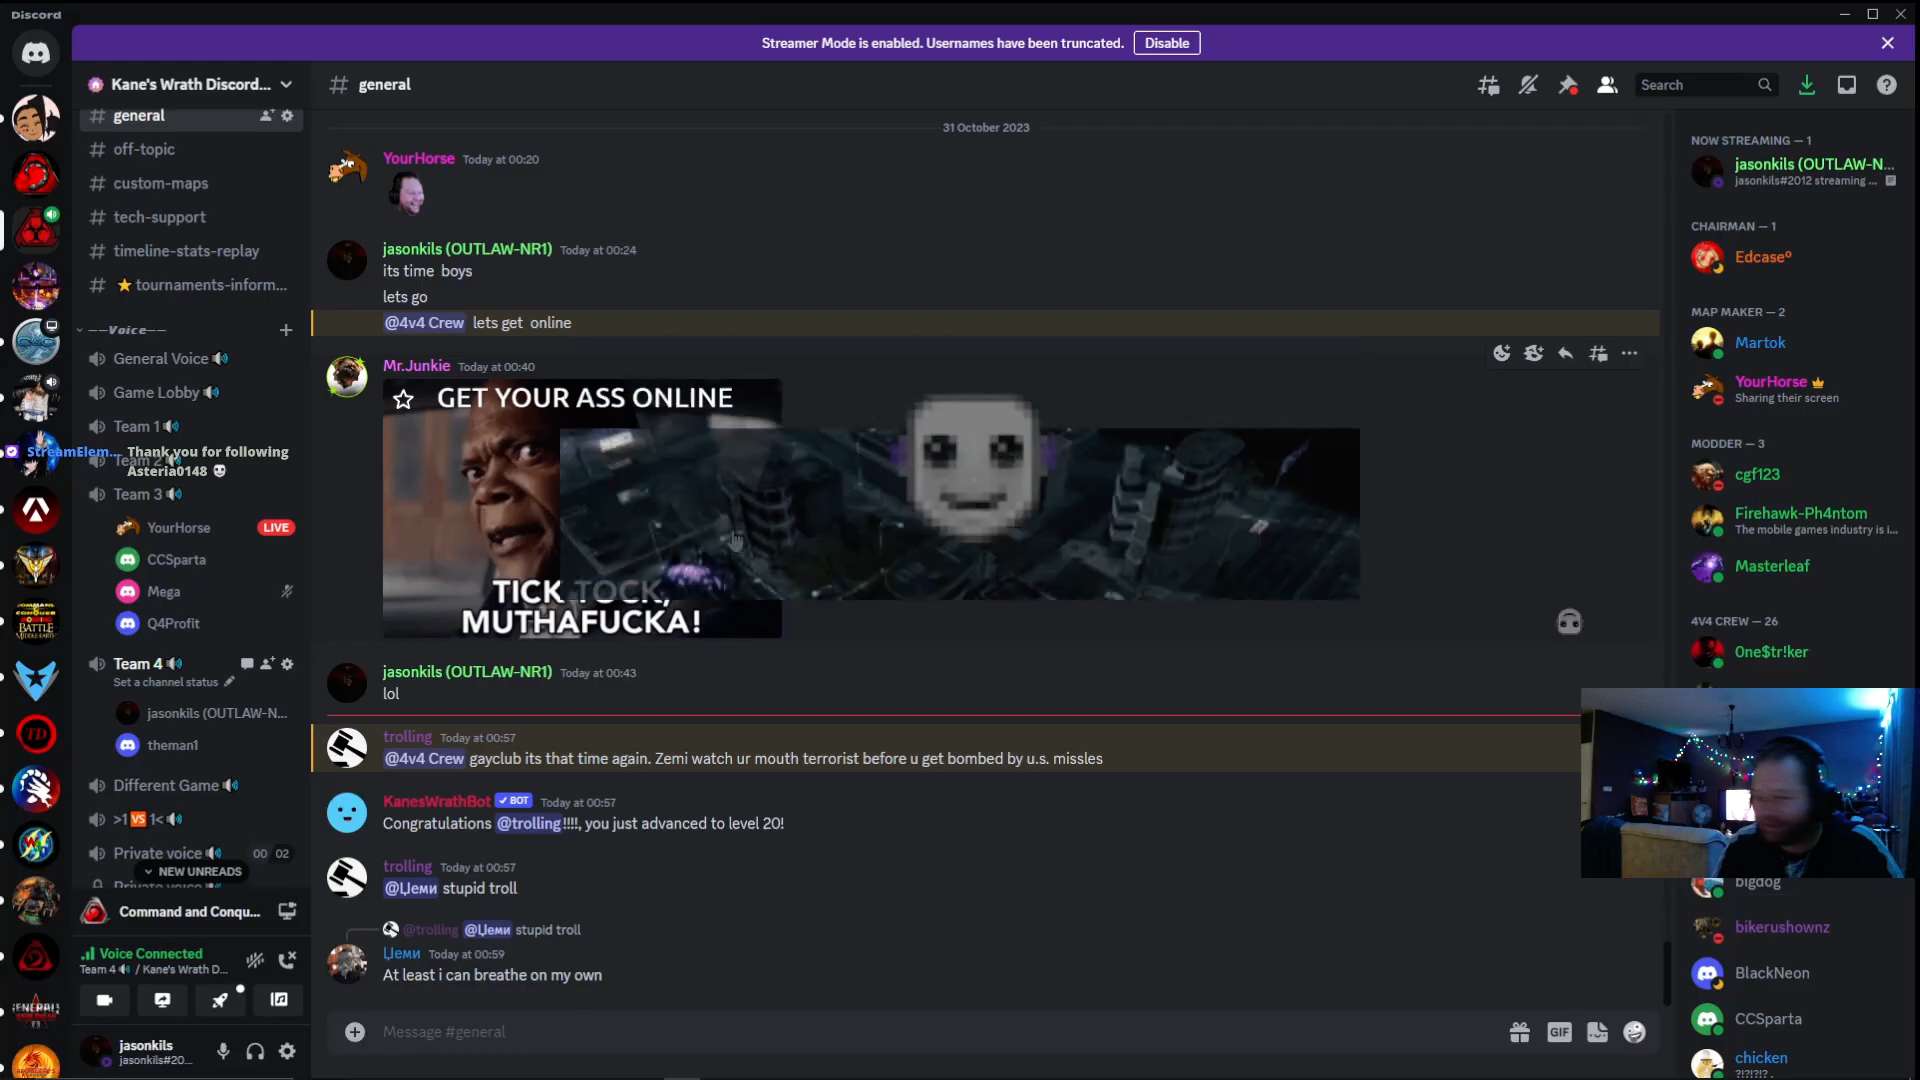 Discord
Streamer Mode is enabled. Usernames have been truncated.
Disable
Kane's Wrath Discord...
general
Search
general
off-topic
custom-maps
tech-support
timeline-stats-replay
⭐ tournaments-inform...
—–Voice—–
General Voice 🔊
Game Lobby 🔊
Team 1 🔊
StreamElem... Thank you for following
Asteria0148
Team 2
Team 3 🔊
YourHorse
LIVE
CCSparta
Mega
Q4Profit
Team 4 🔊
Set a channel status
jasonkils (OUTLAW-N...
theman1
Different Game 🔊
>1 🆚 1< 🔊
Private voice 🔊
00 02
NEW UNREADS
Command and Conqu...
Voice Connected
Team 4 🔊 / Kane's Wrath D...
jasonkils
jasonkils#20...
31 October 2023
YourHorse Today at 00:20
jasonkils (OUTLAW-NR1) Today at 00:24
its time boys
lets go
@4v4 Crew lets get online
Mr.Junkie Today at 00:40
GET YOUR ASS ONLINE
TICK TOCK,
MUTHAFUCKA!
jasonkils (OUTLAW-NR1) Today at 00:43
lol
trolling Today at 00:57
@4v4 Crew gayclub its that time again. Zemi watch ur mouth terrorist before u get bombed by u.s. missles
KanesWrathBot ✓ BOT Today at 00:57
Congratulations @trolling!!!!, you just advanced to level 20!
trolling Today at 00:57
@Џеми stupid troll
@trolling @Џеми stupid troll
Џеми Today at 00:59
At least i can breathe on my own
Message #general
GIF
NOW STREAMING — 1
jasonkils (OUTLAW-N...
jasonkils#2012 streaming ...
CHAIRMAN — 1
Edcaseº
MAP MAKER — 2
Martok
YourHorse
Sharing their screen
MODDER — 3
cgf123
Firehawk-Ph4ntom
The mobile games industry is i...
Masterleaf
4V4 CREW — 26
0ne$tr!ker
bigdog
bikerushownz
BlackNeon
CCSparta
chicken
?!?!?!?